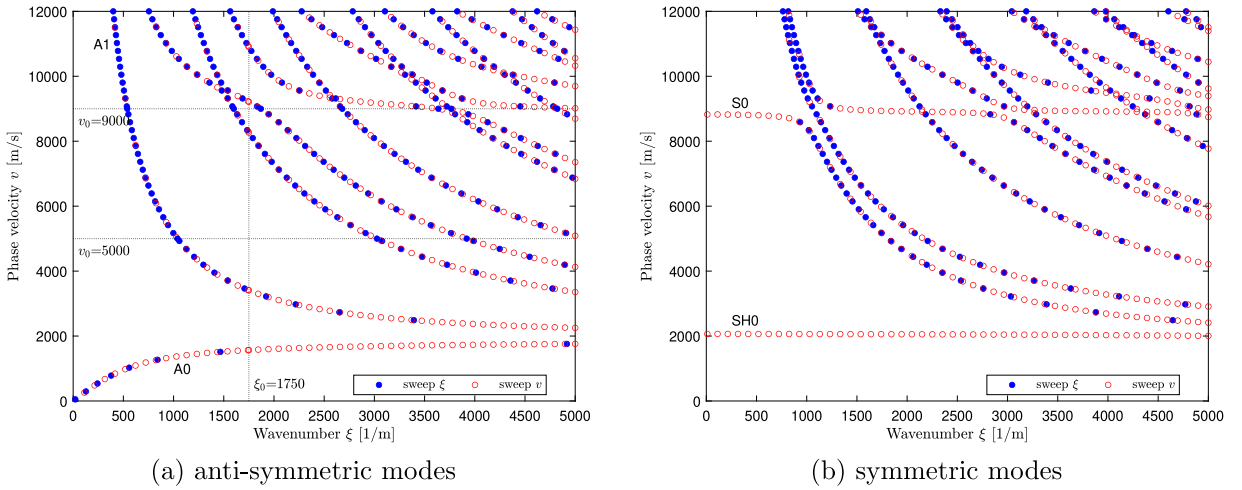 12000
10000
8000
6000
4000
2000
0
Phase velocity v [m/s]
A1
v₀=9000
v₀=5000
A0
ξ₀=1750
sweep ξ
sweep v
0 500 1000 1500 2000 2500 3000 3500 4000 4500 5000
Wavenumber ξ [1/m]
(a) anti-symmetric modes
12000
10000
8000
6000
4000
2000
0
Phase velocity v [m/s]
S0
SH0
sweep ξ
sweep v
0 500 1000 1500 2000 2500 3000 3500 4000 4500 5000
Wavenumber ξ [1/m]
(b) symmetric modes